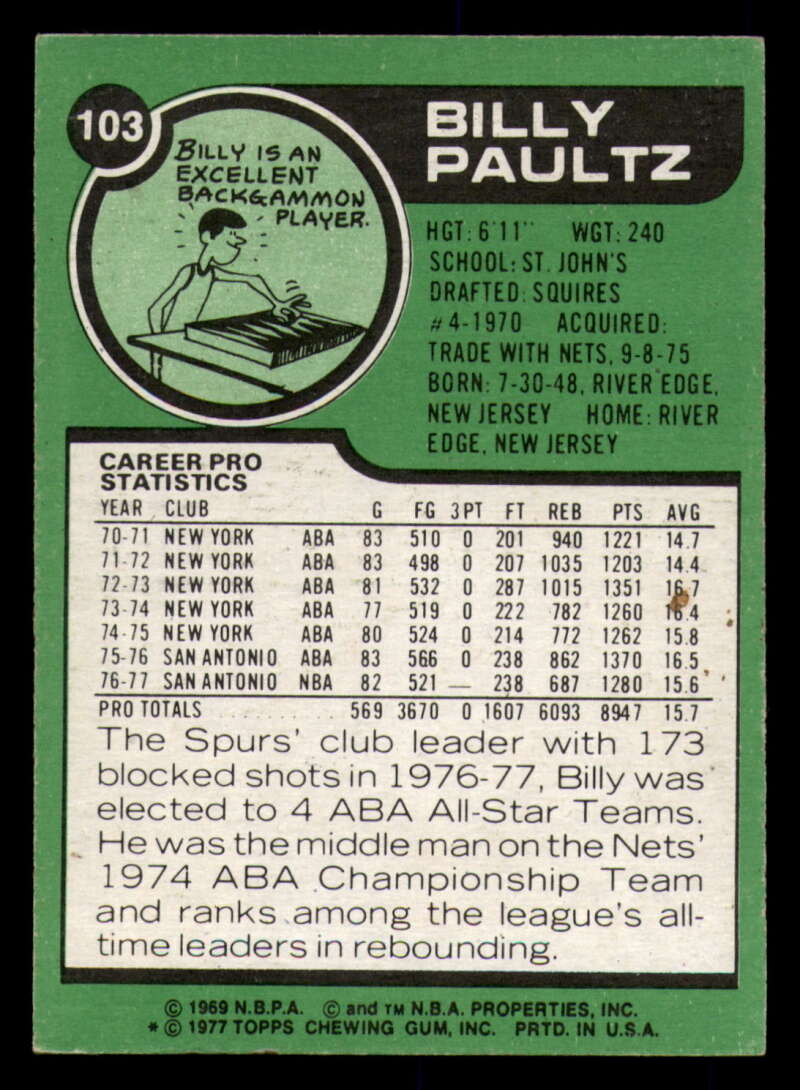 103
BILLY IS AN
EXCELLENT
BACKGAMMON
PLAYER.
BILLY
PAULTZ
HGT: 6'11" WGT: 240
SCHOOL: ST. JOHN'S
DRAFTED: SQUIRES
#4-1970 ACQUIRED:
TRADE WITH NETS, 9-8-75
BORN: 7-30-48, RIVER EDGE,
NEW JERSEY HOME: RIVER
EDGE, NEW JERSEY
CAREER PRO
STATISTICS
YEAR CLUB G FG 3PT FT REB PTS AVG
70-71 NEW YORK ABA 83 510 0 201 940 1221 14.7
71-72 NEW YORK ABA 83 498 0 207 1035 1203 14.4
72-73 NEW YORK ABA 81 532 0 287 1015 1351 16.7
73-74 NEW YORK ABA 77 519 0 222 782 1260 16.4
74-75 NEW YORK ABA 80 524 0 214 772 1262 15.8
75-76 SAN ANTONIO ABA 83 566 0 238 862 1370 16.5
76-77 SAN ANTONIO NBA 82 521 — 238 687 1280 15.6
PRO TOTALS .......... 569 3670 0 1607 6093 8947 15.7
The Spurs' club leader with 173
blocked shots in 1976-77, Billy was
elected to 4 ABA All-Star Teams.
He was the middle man on the Nets'
1974 ABA Championship Team
and ranks among the league's all-
time leaders in rebounding.
© 1969 N.B.P.A. © and TM N.B.A. PROPERTIES, INC.
* © 1977 TOPPS CHEWING GUM, INC. PRTD. IN U.S.A.